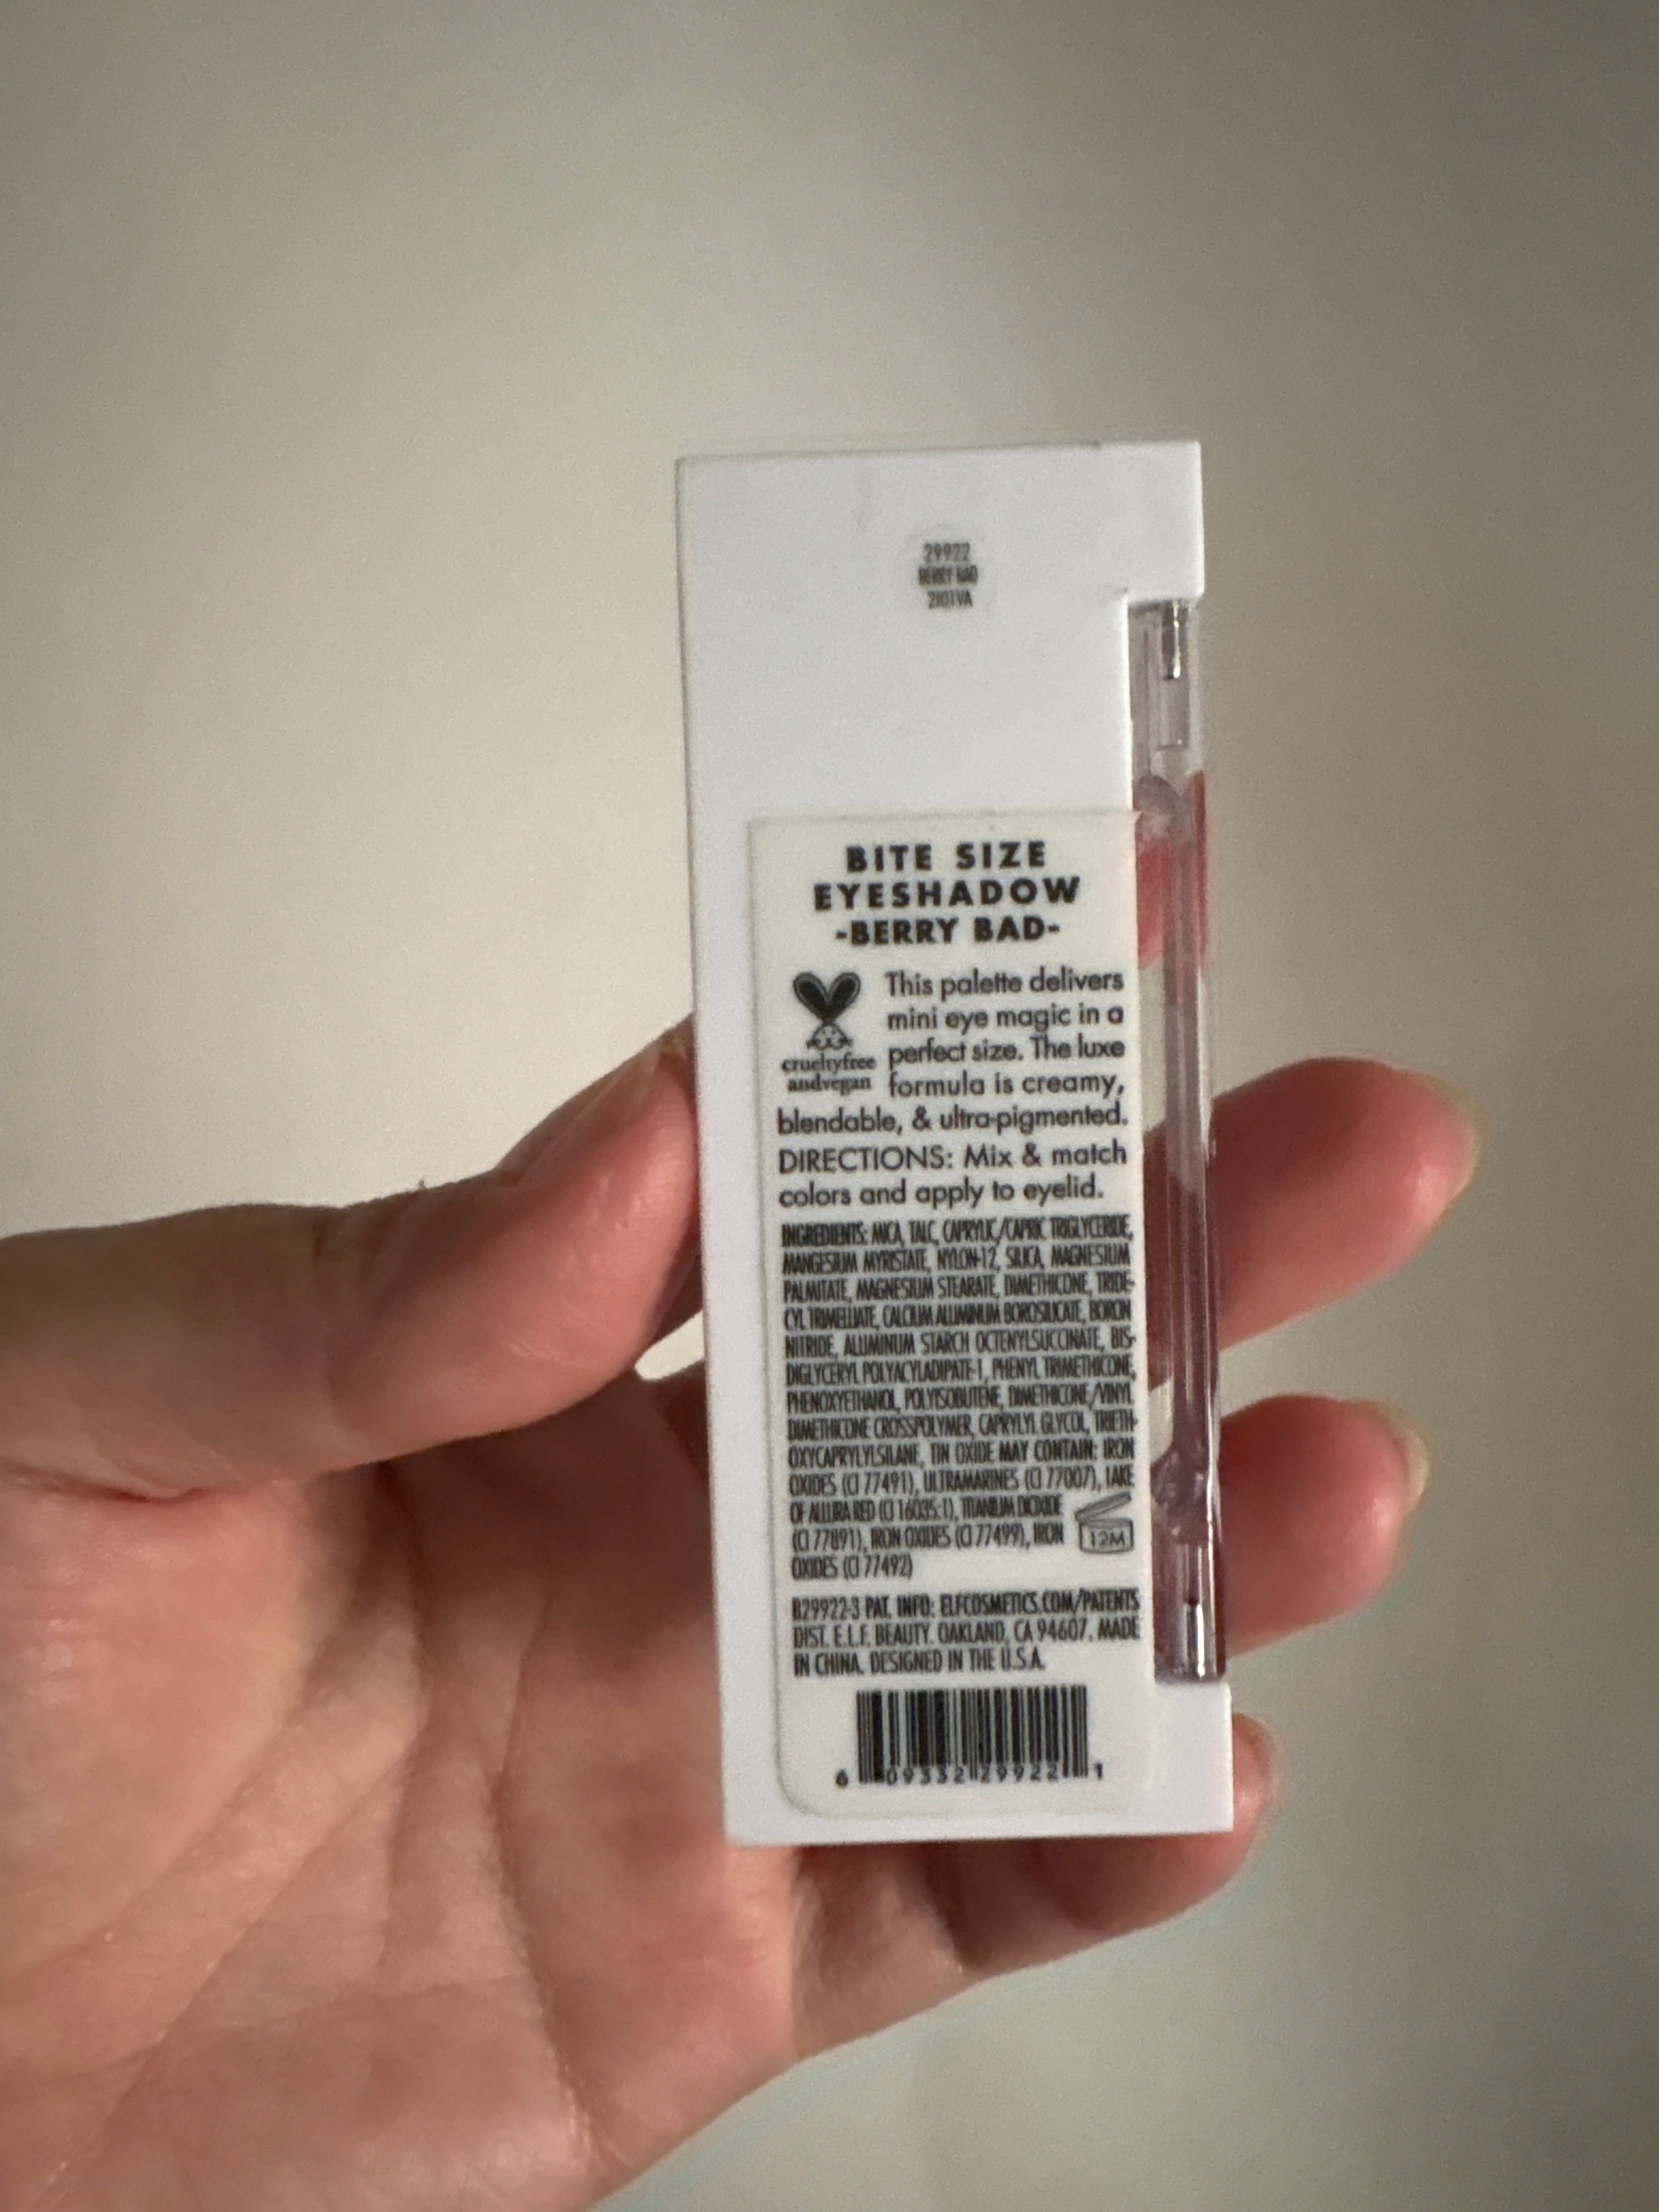 29922
BERRY BAD
2I01VA
BITE SIZE
EYESHADOW
-BERRY BAD-
This palette delivers
mini eye magic in a
perfect size. The luxe
formula is creamy,
crueltyfree
andvegan
blendable, & ultra-pigmented.
DIRECTIONS: Mix & match
colors and apply to eyelid.
INGREDIENTS: MICA, TALC, CAPRYLIC/CAPRIC TRIGLYCERIDE,
MANGESIUM MYRISTATE, NYLON-12, SILICA, MAGNESIUM
PALMITATE, MAGNESIUM STEARATE, DIMETHICONE, TRIDE-
CYL TRIMELLIATE, CALCIUM ALUMINUM BOROSILICATE, BORON
NITRIDE, ALUMINUM STARCH OCTENYLSUCCINATE, BIS-
DIGLYCERYL POLYACYLADIPATE-1, PHENYL TRIMETHICONE,
PHENOXYETHANOL, POLYISOBUTENE, DIMETHICONE/VINYL
DIMETHICONE CROSSPOLYMER, CAPRYLYL GLYCOL, TRIETH-
OXYCAPRYLYLSILANE, TIN OXIDE MAY CONTAIN: IRON
OXIDES (CI 77491), ULTRAMARINES (CI 77007), LAKE
OF ALLURA RED (CI 16035:1), TITANIUM DIOXIDE
(CI 77891), IRON OXIDES (CI 77499), IRON
OXIDES (CI 77492)
12M
B29922-3 PAT. INFO: ELFCOSMETICS.COM/PATENTS
DIST. E.L.F. BEAUTY. OAKLAND, CA 94607. MADE
IN CHINA. DESIGNED IN THE U.S.A.
6 09332 29922 1